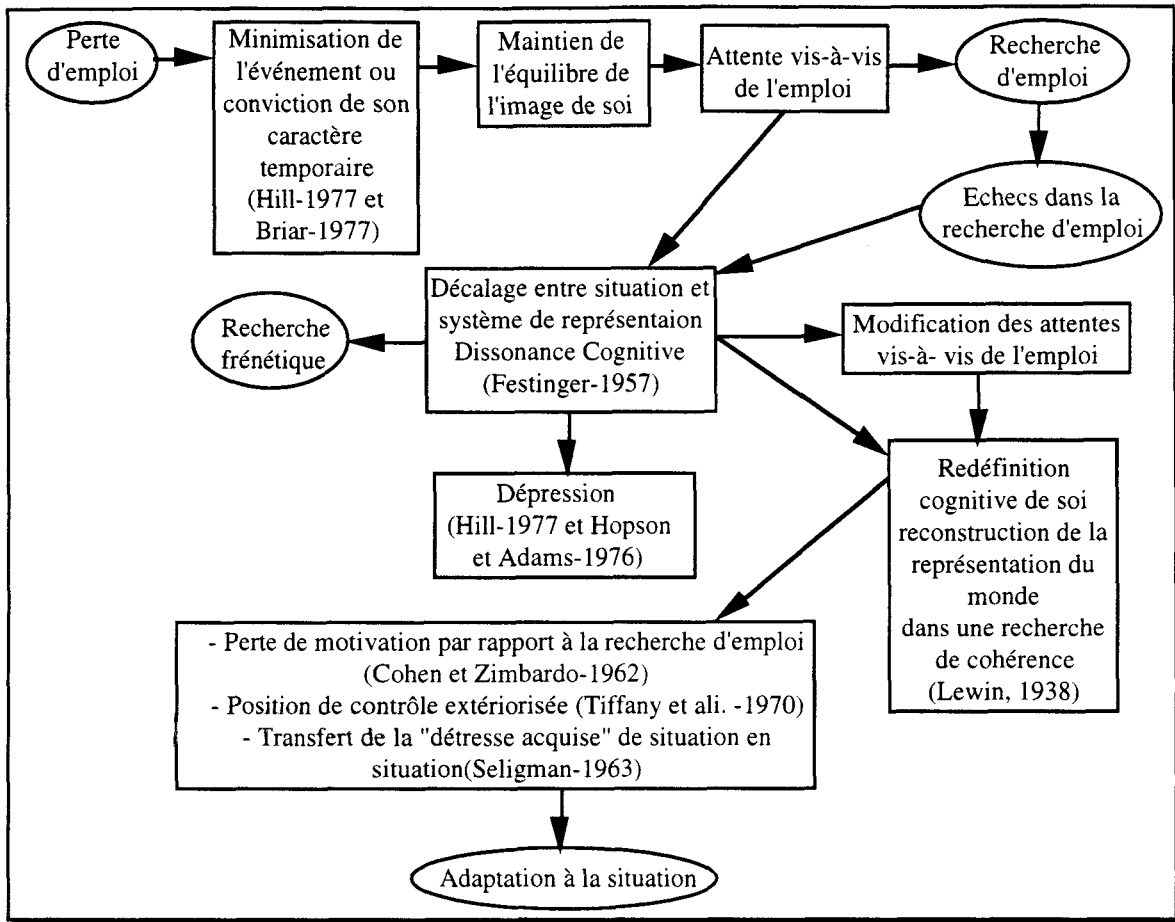 Perte
d'emploi
Minimisation de
l'événement ou
conviction de son
caractère
temporaire
(Hill-1977 et
Briar-1977)
Maintien de
l'équilibre de
l'image de soi
Attente vis-à-vis
de l'emploi
Recherche
d'emploi
Echecs dans la
recherche d'emploi
Décalage entre situation et
système de représentaion
Dissonance Cognitive
(Festinger-1957)
Recherche
frénétique
Modification des attentes
vis-à- vis de l'emploi
Dépression
(Hill-1977 et Hopson
et Adams-1976)
Redéfinition
cognitive de soi
reconstruction de la
représentation du
monde
dans une recherche
de cohérence
(Lewin, 1938)
- Perte de motivation par rapport à la recherche d'emploi
(Cohen et Zimbardo-1962)
- Position de contrôle extériorisée (Tiffany et ali. -1970)
- Transfert de la "détresse acquise" de situation en
situation(Seligman-1963)
Adaptation à la situation